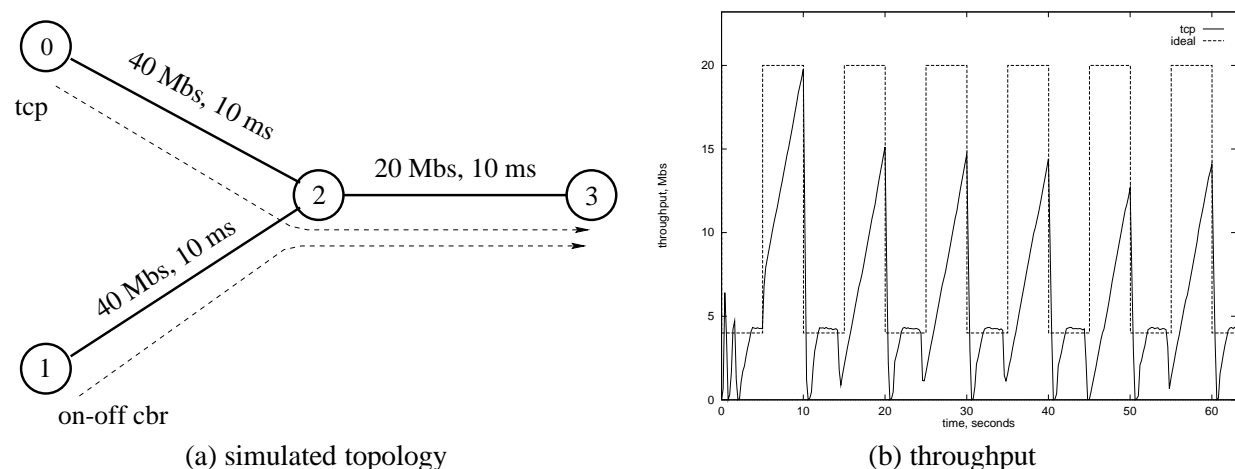 0
40 Mbs, 10 ms
tcp
20 Mbs, 10 ms
2
3
40 Mbs, 10 ms
1
on-off cbr
(a) simulated topology
tcp
ideal
20
15
10
5
0
throughput, Mbs
0 10 20 30 40 50 60
time, seconds
(b) throughput